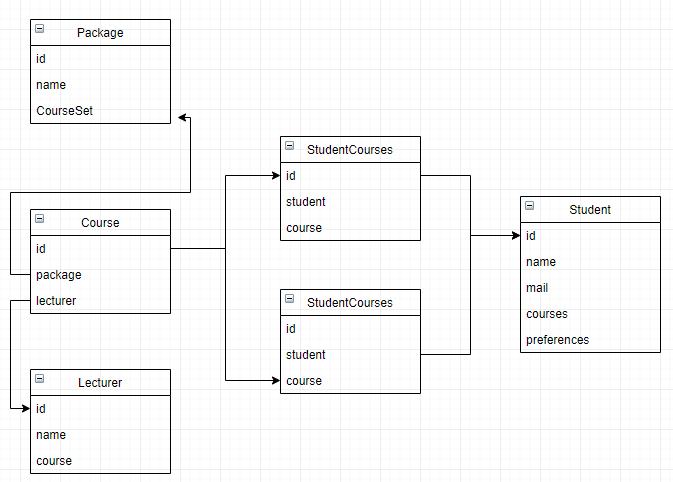 Package
id
name
CourseSet
Course
id
package
lecturer
Lecturer
id
name
course
StudentCourses
id
student
course
StudentCourses
id
student
course
Student
id
name
mail
courses
preferences